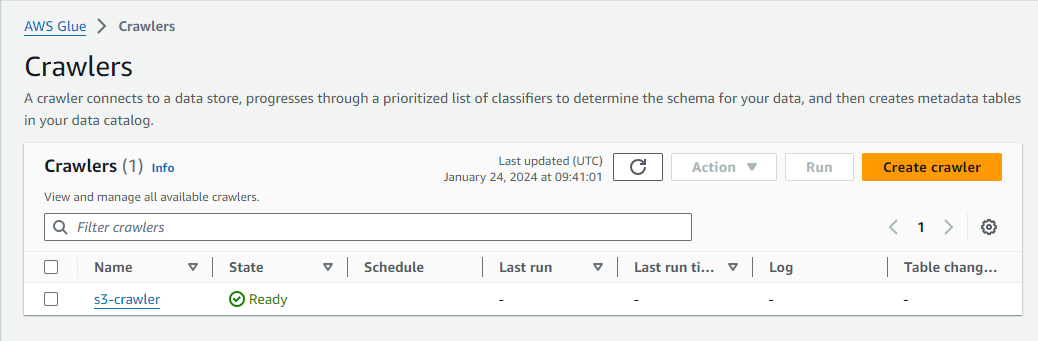 AWS Glue > Crawlers
Crawlers
A crawler connects to a data store, progresses through a prioritized list of classifiers to determine the schema for your data, and then creates metadata tables
in your data catalog.
Crawlers (1) Info
Last updated (UTC)
January 24, 2024 at 09:41:01
Action
Run
Create crawler
View and manage all available crawlers.
Filter crawlers
1
Name State Schedule Last run Last run ti... Log Table chang...
s3-crawler Ready - - - -